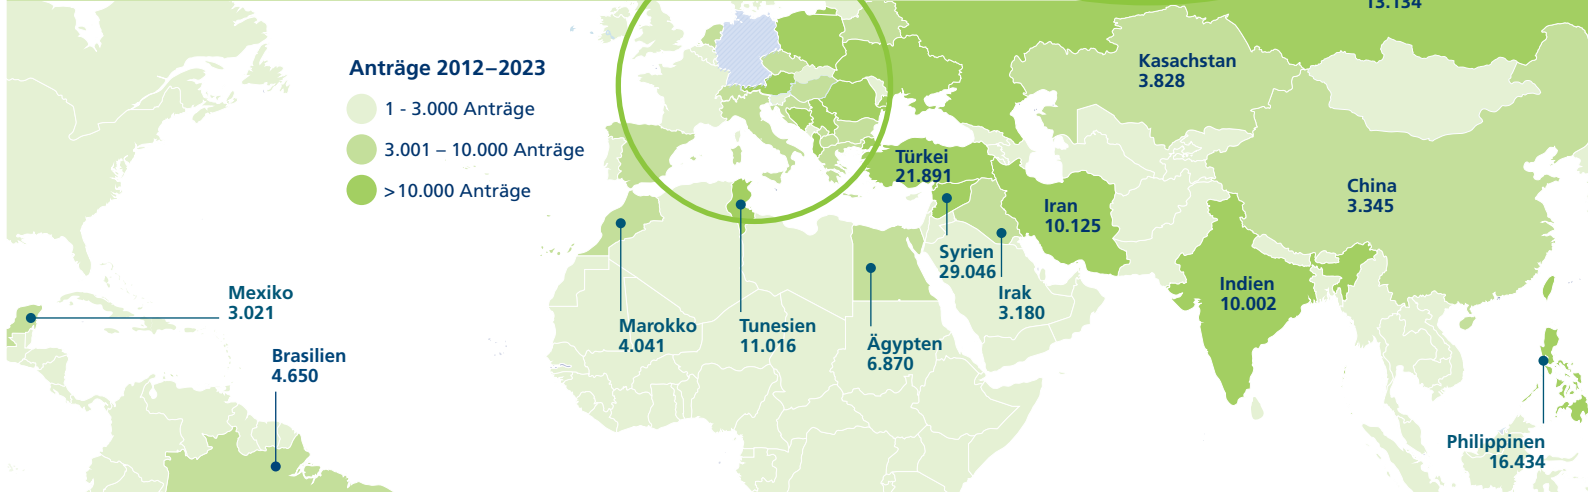 13.134
Anträge 2012–2023
1 - 3.000 Anträge
3.001 – 10.000 Anträge
>10.000 Anträge
Kasachstan
3.828
Türkei
21.891
China
3.345
Iran
10.125
Syrien
29.046
Irak
3.180
Indien
10.002
Mexiko
3.021
Marokko
4.041
Tunesien
11.016
Ägypten
6.870
Brasilien
4.650
Philippinen
16.434